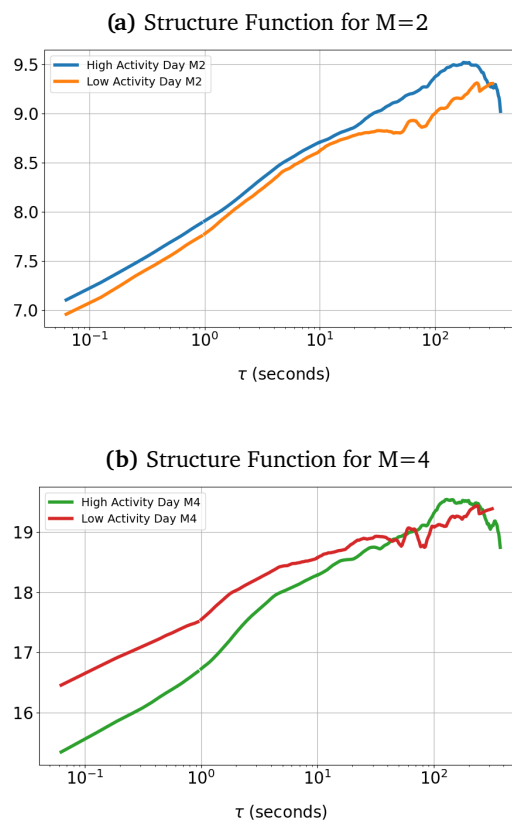 (a) Structure Function for M=2
High Activity Day M2
Low Activity Day M2
9.5
9.0
8.5
8.0
7.5
7.0
10⁻¹ 10⁰ 10¹ 10²
τ (seconds)
(b) Structure Function for M=4
High Activity Day M4
Low Activity Day M4
19
18
17
16
10⁻¹ 10⁰ 10¹ 10²
τ (seconds)